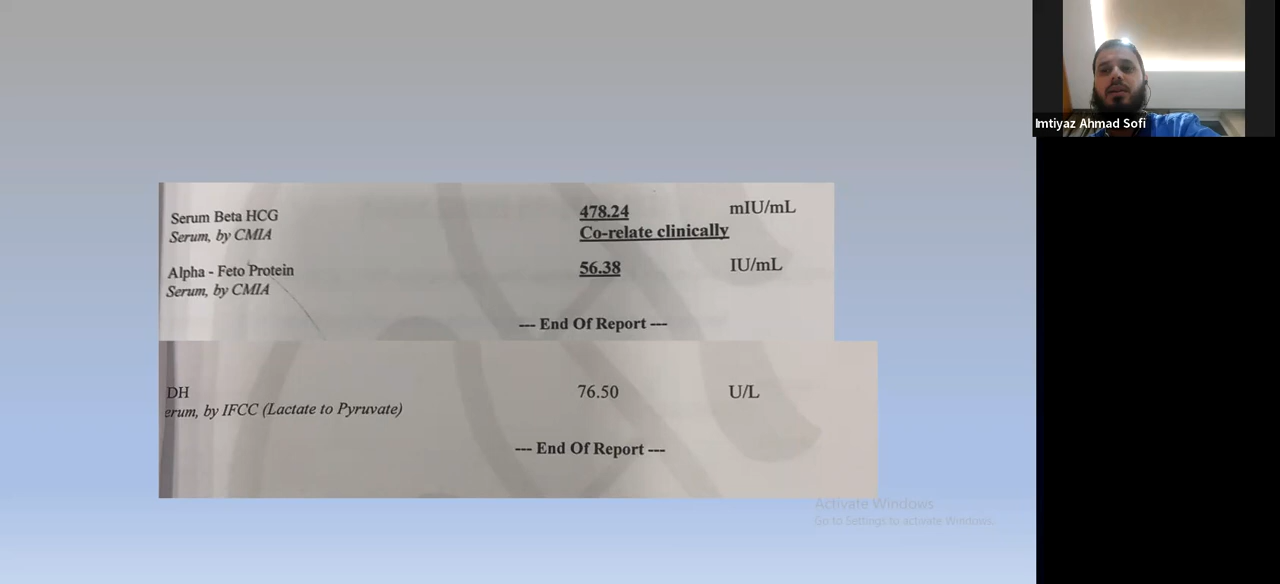 Serum Beta HCG 478.24 mIU/mL
Serum, by CMIA Co-relate clinically
Alpha - Feto Protein 56.38 IU/mL
Serum, by CMIA
--- End Of Report ---
DH 76.50 U/L
erum, by IFCC (Lactate to Pyruvate)
--- End Of Report ---
Activate Windows
Go to Settings to activate Windows.
Imtiyaz Ahmad Sofi